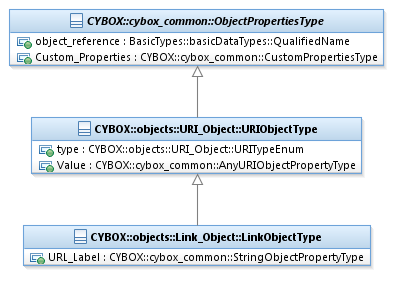 CYBOX::cybox_common::ObjectPropertiesType
object_reference : BasicTypes::basicDataTypes::QualifiedName
Custom_Properties : CYBOX::cybox_common::CustomPropertiesType
CYBOX::objects::URI_Object::URIObjectType
type : CYBOX::objects::URI_Object::URITypeEnum
Value : CYBOX::cybox_common::AnyURIObjectPropertyType
CYBOX::objects::Link_Object::LinkObjectType
URL_Label : CYBOX::cybox_common::StringObjectPropertyType